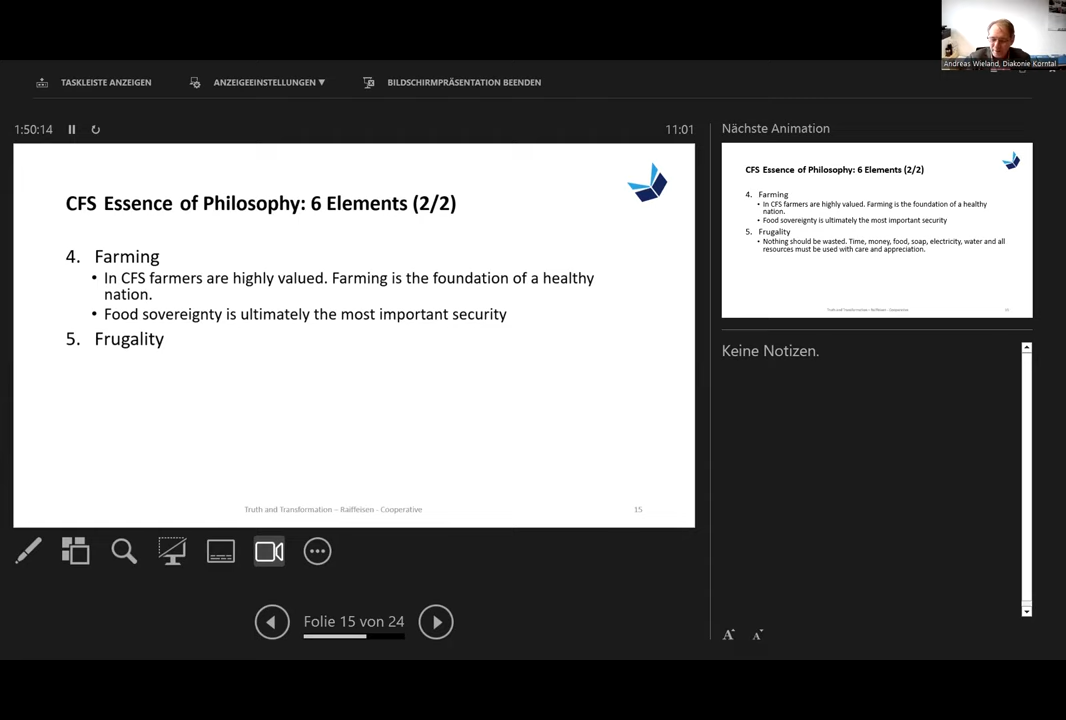 Andreas Wieland, Diakonie Korntal
TASKLEISTE ANZEIGEN
ANZEIGEEINSTELLUNGEN ▼
BILDSCHIRMPRÄSENTATION BEENDEN
1:50:14
11:01
CFS Essence of Philosophy: 6 Elements (2/2)
4. Farming
• In CFS farmers are highly valued. Farming is the foundation of a healthy
nation.
• Food sovereignty is ultimately the most important security
5. Frugality
Truth and Transformation – Raiffeisen - Cooperative
15
Folie 15 von 24
Nächste Animation
CFS Essence of Philosophy: 6 Elements (2/2)
4. Farming
• In CFS farmers are highly valued. Farming is the foundation of a healthy
nation.
• Food sovereignty is ultimately the most important security
5. Frugality
• Nothing should be wasted. Time, money, food, soap, electricity, water and all
resources must be used with care and appreciation.
Truth and Transformation – Raiffeisen - Cooperative
15
Keine Notizen.
A A